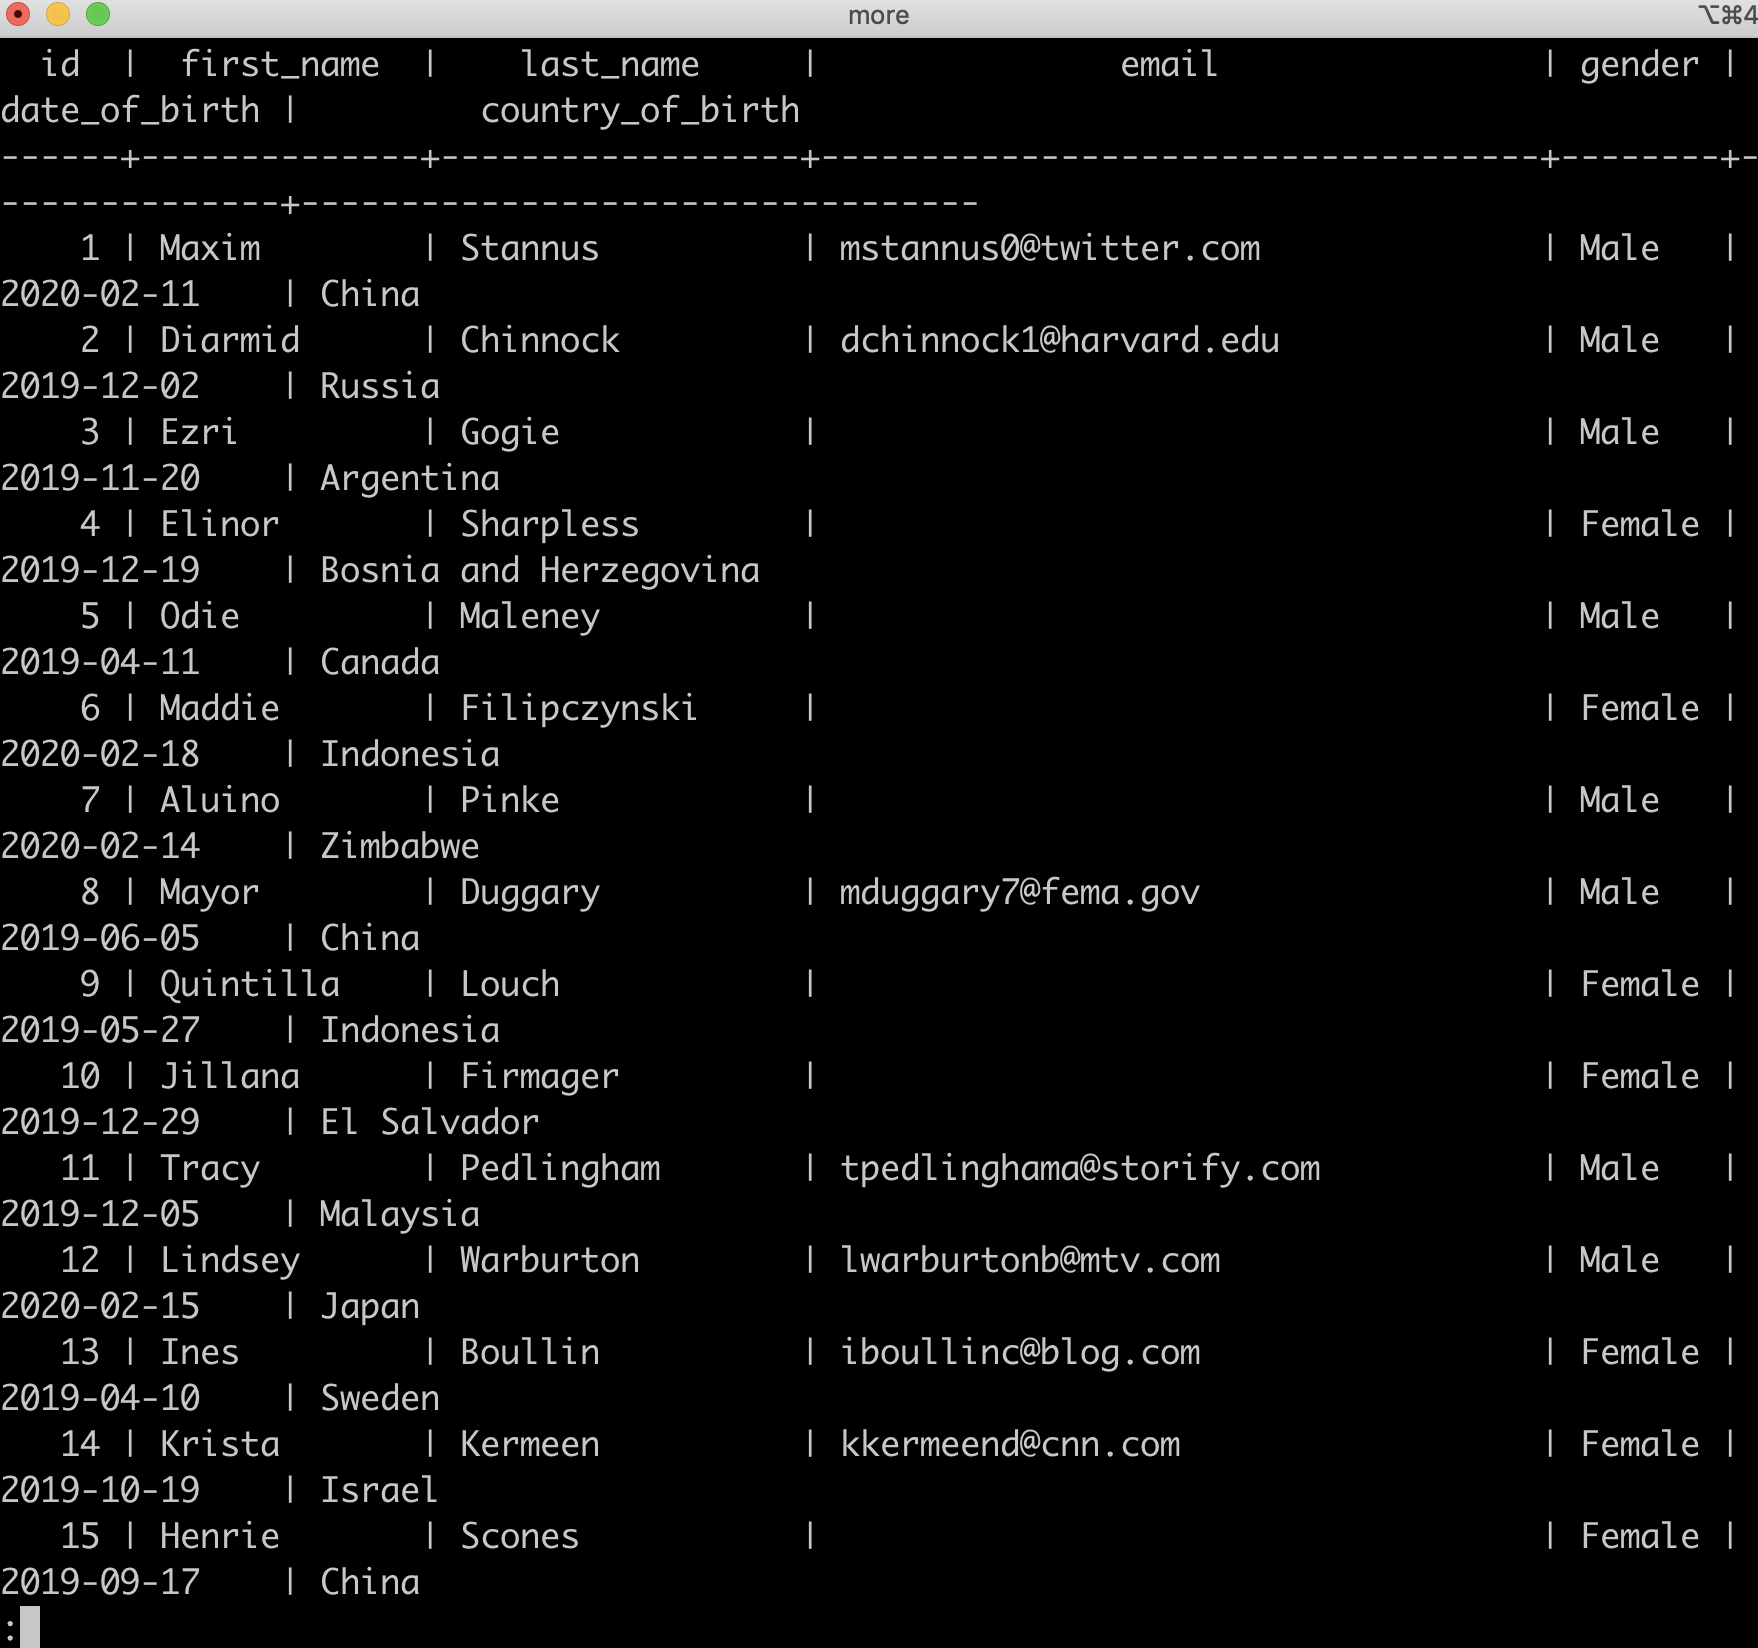 more ⌥⌘4
  id  |  first_name  |    last_name     |               email                | gender |
date_of_birth |         country_of_birth
------+--------------+------------------+------------------------------------+--------+-
--------------+----------------------------------
    1 | Maxim        | Stannus          | mstannus0@twitter.com              | Male   |
2020-02-11    | China
    2 | Diarmid      | Chinnock         | dchinnock1@harvard.edu             | Male   |
2019-12-02    | Russia
    3 | Ezri         | Gogie            |                                    | Male   |
2019-11-20    | Argentina
    4 | Elinor       | Sharpless        |                                    | Female |
2019-12-19    | Bosnia and Herzegovina
    5 | Odie         | Maleney          |                                    | Male   |
2019-04-11    | Canada
    6 | Maddie       | Filipczynski     |                                    | Female |
2020-02-18    | Indonesia
    7 | Aluino       | Pinke            |                                    | Male   |
2020-02-14    | Zimbabwe
    8 | Mayor        | Duggary          | mduggary7@fema.gov                 | Male   |
2019-06-05    | China
    9 | Quintilla    | Louch            |                                    | Female |
2019-05-27    | Indonesia
   10 | Jillana      | Firmager         |                                    | Female |
2019-12-29    | El Salvador
   11 | Tracy        | Pedlingham       | tpedlinghama@storify.com           | Male   |
2019-12-05    | Malaysia
   12 | Lindsey      | Warburton        | lwarburtonb@mtv.com                | Male   |
2020-02-15    | Japan
   13 | Ines         | Boullin          | iboullinc@blog.com                 | Female |
2019-04-10    | Sweden
   14 | Krista       | Kermeen          | kkermeend@cnn.com                  | Female |
2019-10-19    | Israel
   15 | Henrie       | Scones           |                                    | Female |
2019-09-17    | China
: